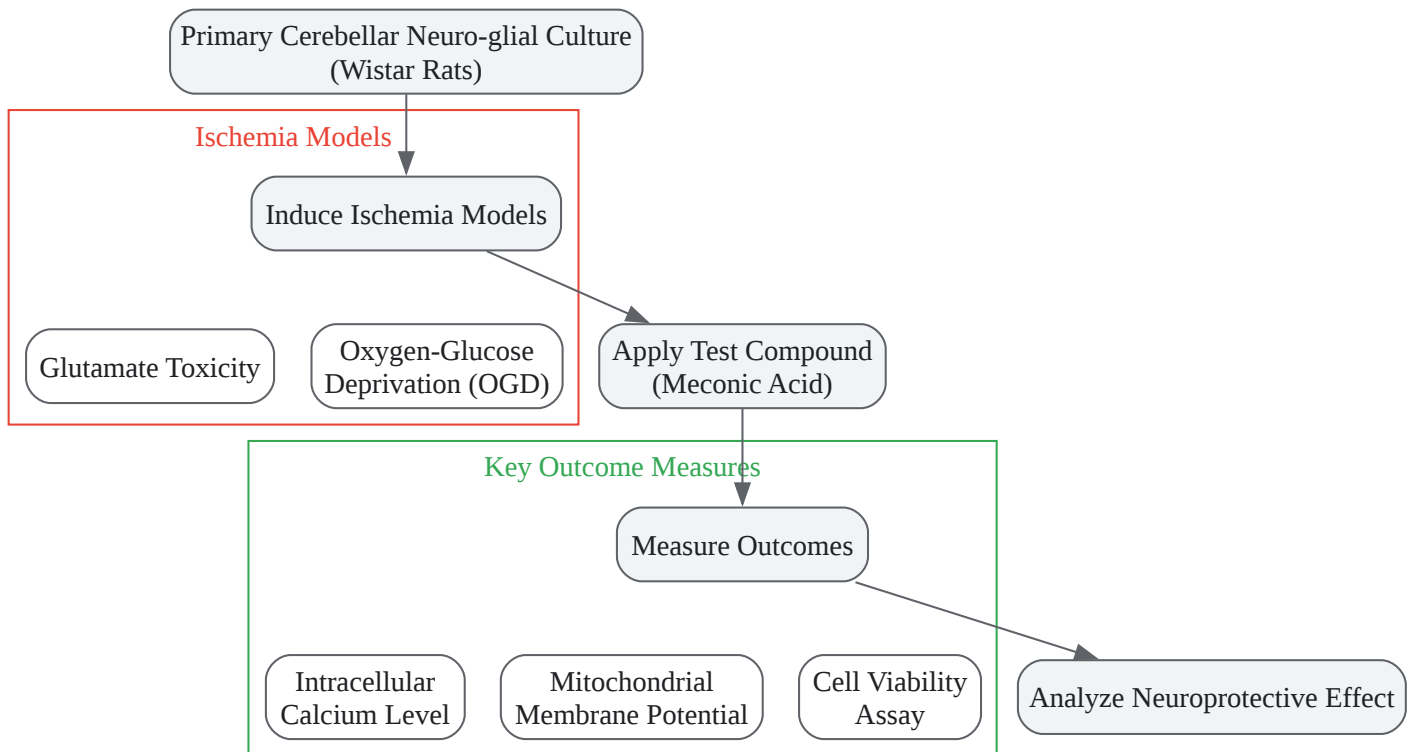 Primary Cerebellar Neuro-glial Culture
(Wistar Rats)
Ischemia Models
Induce Ischemia Models
Glutamate Toxicity
Oxygen-Glucose
Deprivation (OGD)
Apply Test Compound
(Meconic Acid)
Key Outcome Measures
Measure Outcomes
Intracellular
Calcium Level
Mitochondrial
Membrane Potential
Cell Viability
Assay
Analyze Neuroprotective Effect